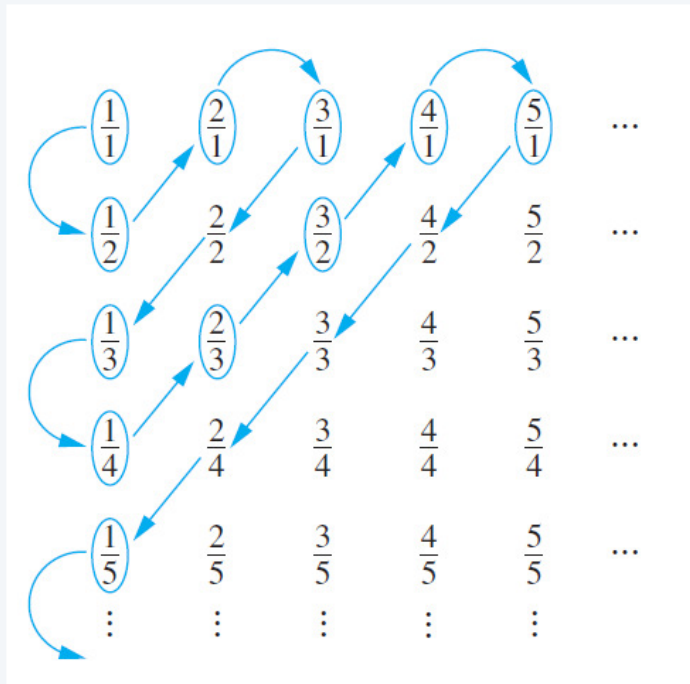 1/1 2/1 3/1 4/1 5/1 ...
1/2 2/2 3/2 4/2 5/2 ...
1/3 2/3 3/3 4/3 5/3 ...
1/4 2/4 3/4 4/4 5/4 ...
1/5 2/5 3/5 4/5 5/5 ...
⋮ ⋮ ⋮ ⋮ ⋮